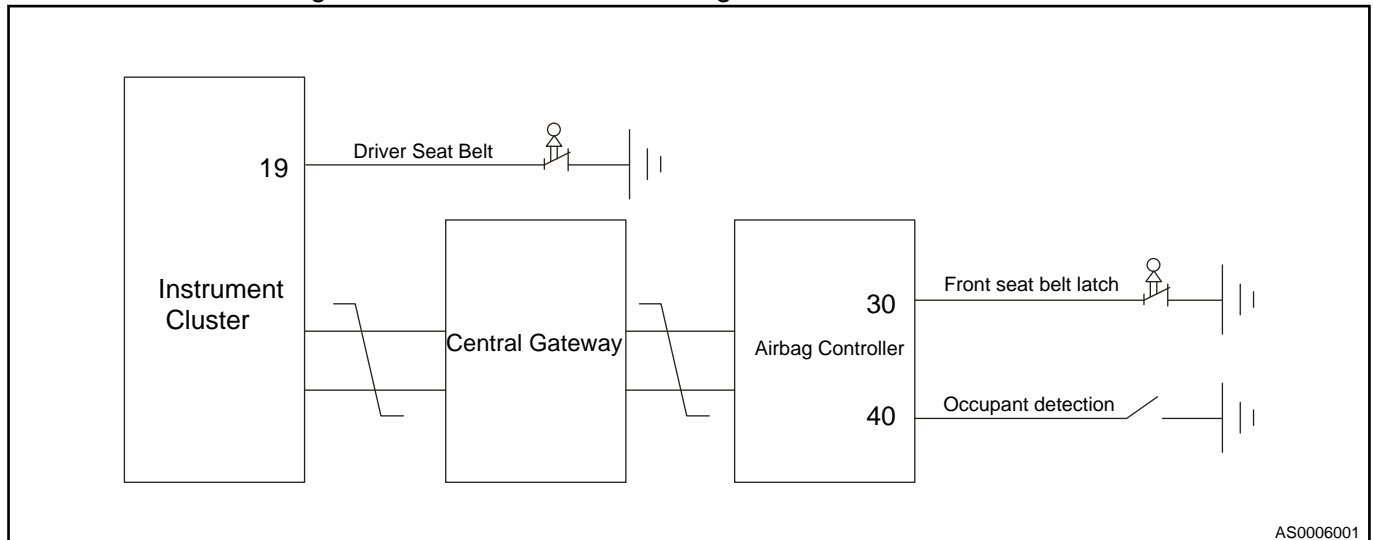 19
Driver Seat Belt
Instrument
Cluster
Central Gateway
30
Airbag Controller
40
Front seat belt latch
Occupant detection
AS0006001